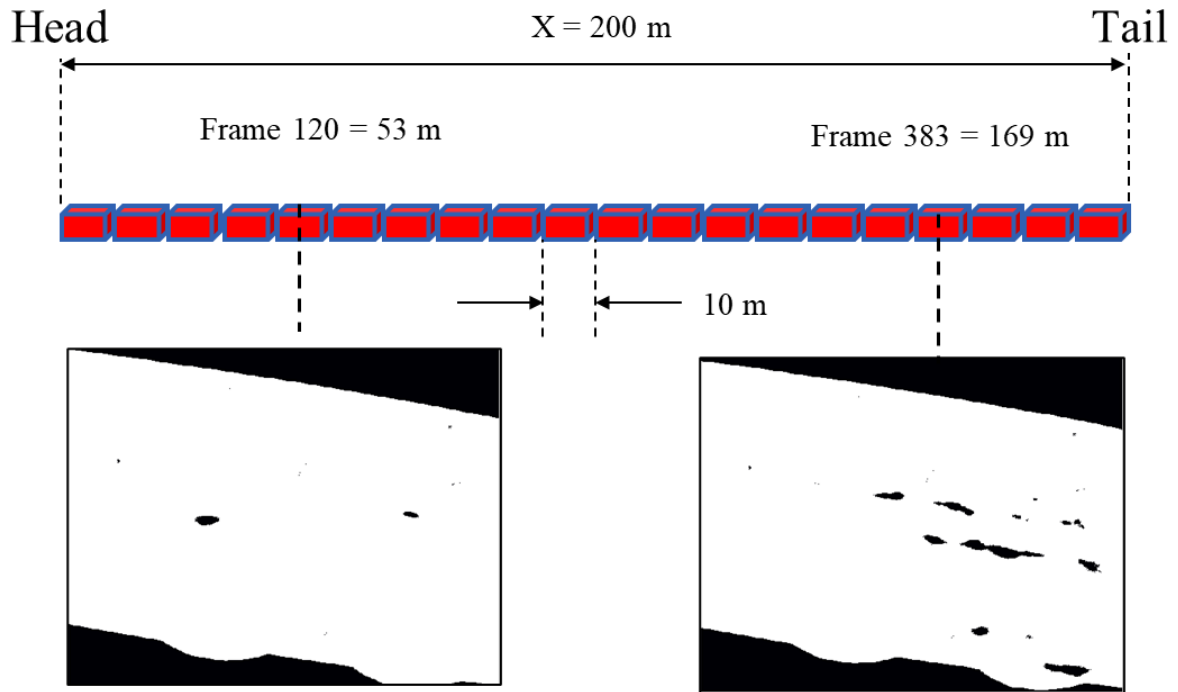 Head
X = 200 m
Tail
Frame 120 = 53 m
Frame 383 = 169 m
10 m